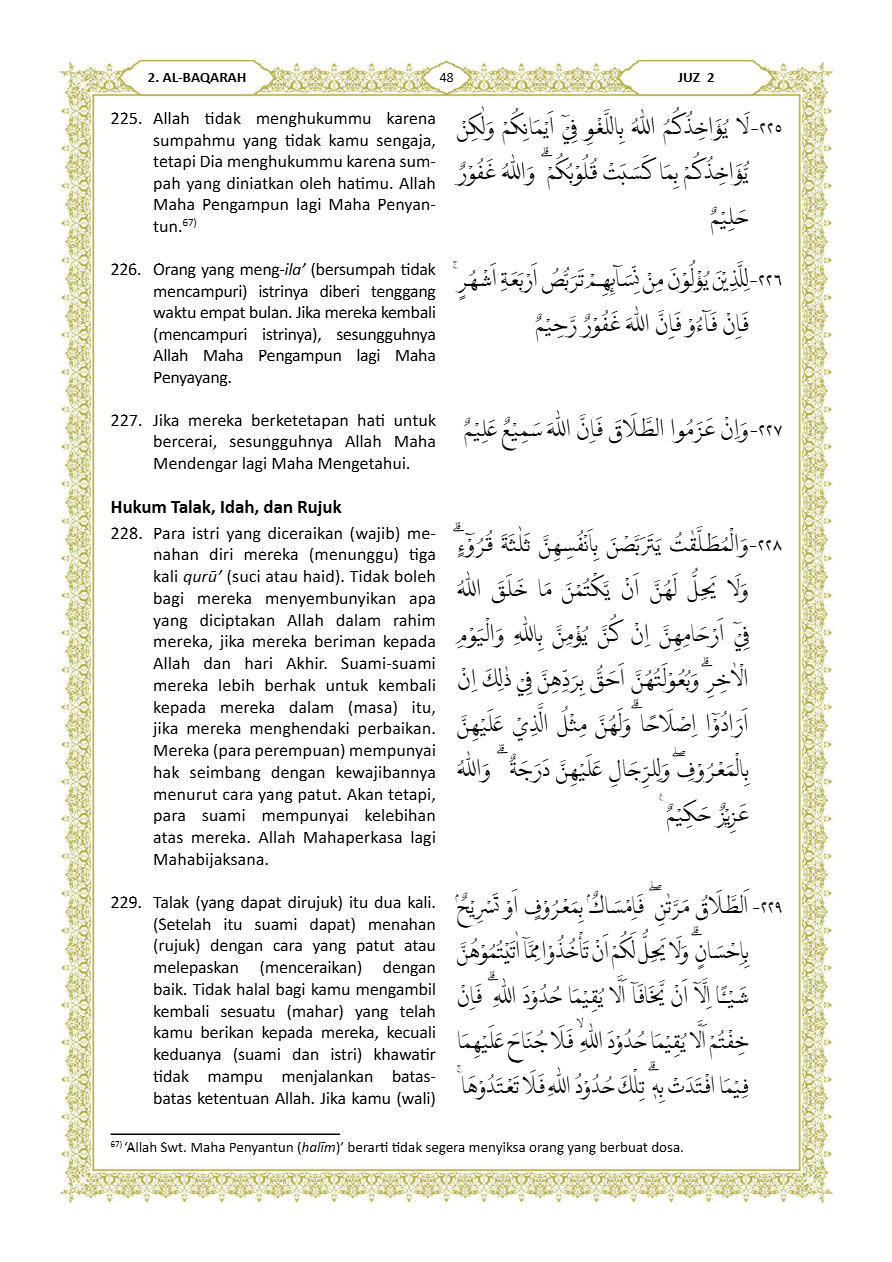 2. AL-BAQARAH
48
JUZ 2
225. Allah tidak menghukummu karena
sumpahmu yang tidak kamu sengaja,
tetapi Dia menghukummu karena sum-
pah yang diniatkan oleh hatimu. Allah
Maha Pengampun lagi Maha Penyan-
tun.67)
٢٢٥-لَا يُؤَاخِذُكُمُ اللّٰهُ بِاللَّغْوِ فِيْٓ اَيْمَانِكُمْ وَلٰكِنْ
يُّؤَاخِذُكُمْ بِمَا كَسَبَتْ قُلُوْبُكُمْ ۗ وَاللّٰهُ غَفُوْرٌ
حَلِيْمٌ
226. Orang yang meng-ila’ (bersumpah tidak
mencampuri) istrinya diberi tenggang
waktu empat bulan. Jika mereka kembali
(mencampuri istrinya), sesungguhnya
Allah Maha Pengampun lagi Maha
Penyayang.
٢٢٦-لِلَّذِيْنَ يُؤْلُوْنَ مِنْ نِّسَاۤىِٕهِمْ تَرَبُّصُ اَرْبَعَةِ اَشْهُرٍۚ
فَاِنْ فَاۤءُوْ فَاِنَّ اللّٰهَ غَفُوْرٌ رَّحِيْمٌ
227. Jika mereka berketetapan hati untuk
bercerai, sesungguhnya Allah Maha
Mendengar lagi Maha Mengetahui.
٢٢٧-وَاِنْ عَزَمُوا الطَّلَاقَ فَاِنَّ اللّٰهَ سَمِيْعٌ عَلِيْمٌ
Hukum Talak, Idah, dan Rujuk
228. Para istri yang diceraikan (wajib) me-
nahan diri mereka (menunggu) tiga
kali qurū’ (suci atau haid). Tidak boleh
bagi mereka menyembunyikan apa
yang diciptakan Allah dalam rahim
mereka, jika mereka beriman kepada
Allah dan hari Akhir. Suami-suami
mereka lebih berhak untuk kembali
kepada mereka dalam (masa) itu,
jika mereka menghendaki perbaikan.
Mereka (para perempuan) mempunyai
hak seimbang dengan kewajibannya
menurut cara yang patut. Akan tetapi,
para suami mempunyai kelebihan
atas mereka. Allah Mahaperkasa lagi
Mahabijaksana.
٢٢٨-وَالْمُطَلَّقٰتُ يَتَرَبَّصْنَ بِاَنْفُسِهِنَّ ثَلٰثَةَ قُرُوْۤءٍۗ
وَلَا يَحِلُّ لَهُنَّ اَنْ يَّكْتُمْنَ مَا خَلَقَ اللّٰهُ
فِيْٓ اَرْحَامِهِنَّ اِنْ كُنَّ يُؤْمِنَّ بِاللّٰهِ وَالْيَوْمِ
الْاٰخِرِۗ وَبُعُوْلَتُهُنَّ اَحَقُّ بِرَدِّهِنَّ فِيْ ذٰلِكَ اِنْ
اَرَادُوْٓا اِصْلَاحًا ۗوَلَهُنَّ مِثْلُ الَّذِيْ عَلَيْهِنَّ
بِالْمَعْرُوْفِۖ وَلِلرِّجَالِ عَلَيْهِنَّ دَرَجَةٌ ۗ وَاللّٰهُ
عَزِيْزٌ حَكِيْمٌ ࣖ
229. Talak (yang dapat dirujuk) itu dua kali.
(Setelah itu suami dapat) menahan
(rujuk) dengan cara yang patut atau
melepaskan (menceraikan) dengan
baik. Tidak halal bagi kamu mengambil
kembali sesuatu (mahar) yang telah
kamu berikan kepada mereka, kecuali
keduanya (suami dan istri) khawatir
tidak mampu menjalankan batas-
batas ketentuan Allah. Jika kamu (wali)
٢٢٩- اَلطَّلَاقُ مَرَّتٰنِ ۖ فَاِمْسَاكٌۢ بِمَعْرُوْفٍ اَوْ تَسْرِيْحٌۢ
بِاِحْسَانٍۗ وَلَا يَحِلُّ لَكُمْ اَنْ تَأْخُذُوْا مِمَّآ اٰتَيْتُمُوْهُنَّ
شَيْـًٔا اِلَّآ اَنْ يَّخَافَآ اَلَّا يُقِيْمَا حُدُوْدَ اللّٰهِ ۗ فَاِنْ
خِفْتُمْ اَلَّا يُقِيْمَا حُدُوْدَ اللّٰهِ ۙ فَلَا جُنَاحَ عَلَيْهِمَا
فِيْمَا افْتَدَتْ بِهٖ ۗ تِلْكَ حُدُوْدُ اللّٰهِ فَلَا تَعْتَدُوْهَا ۚ
67) ‘Allah Swt. Maha Penyantun (halīm)’ berarti tidak segera menyiksa orang yang berbuat dosa.